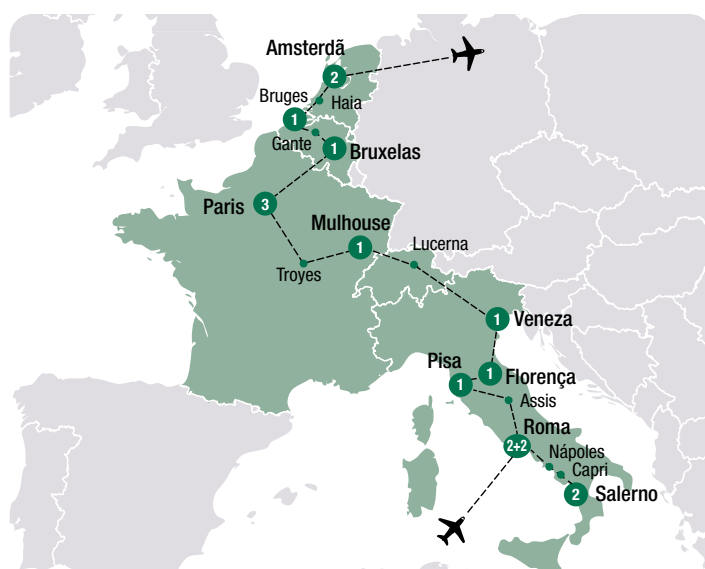 Amsterdã
2
Bruges
Haia
1
Gante
1
Bruxelas
Paris
3
Mulhouse
1
Troyes
Lucerna
1
Veneza
Pisa
1
1
Florença
Assis
Roma
2+2
Nápoles
Capri
2
Salerno